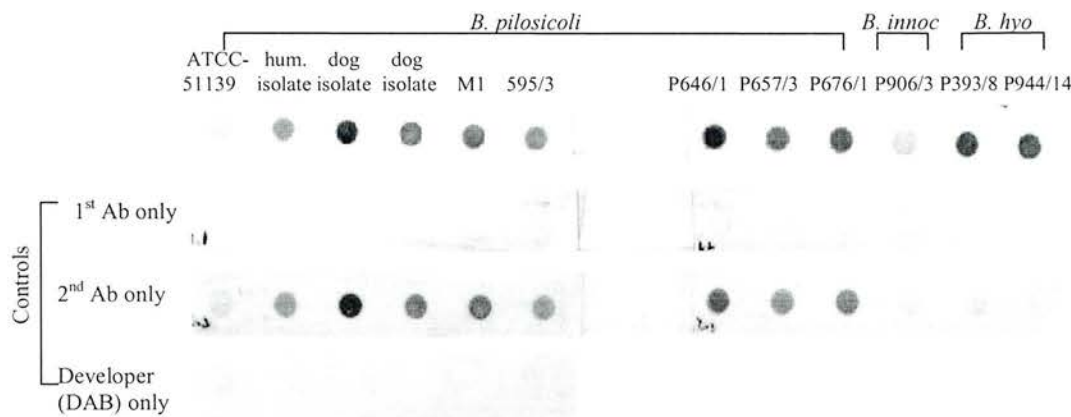 B. pilosicoli B. innoc B. hyo
ATCC- hum. dog dog
51139 isolate isolate isolate M1 595/3 P646/1 P657/3 P676/1 P906/3 P393/8 P944/14
Controls
1st Ab only
2nd Ab only
Developer
(DAB) only